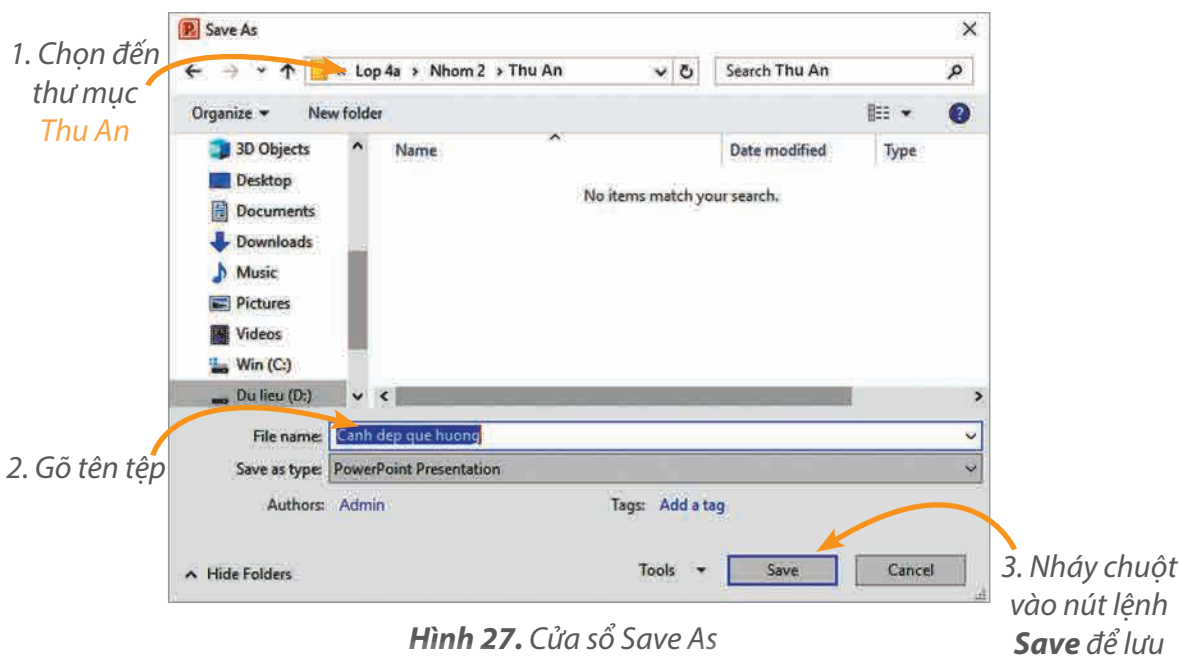 Save As
1. Chọn đến
thư mục
Thu An
« Lop 4a › Nhom 2 › Thu An
Search Thu An
Organize
New folder
3D Objects
Desktop
Documents
Downloads
Music
Pictures
Videos
Win (C:)
Du lieu (D:)
Name
Date modified
Type
No items match your search.
2. Gõ tên tệp
File name: Canh dep que huong
Save as type: PowerPoint Presentation
Authors: Admin
Tags: Add a tag
Hide Folders
Tools
Save
Cancel
3. Nháy chuột
vào nút lệnh
Save để lưu
Hình 27. Cửa sổ Save As